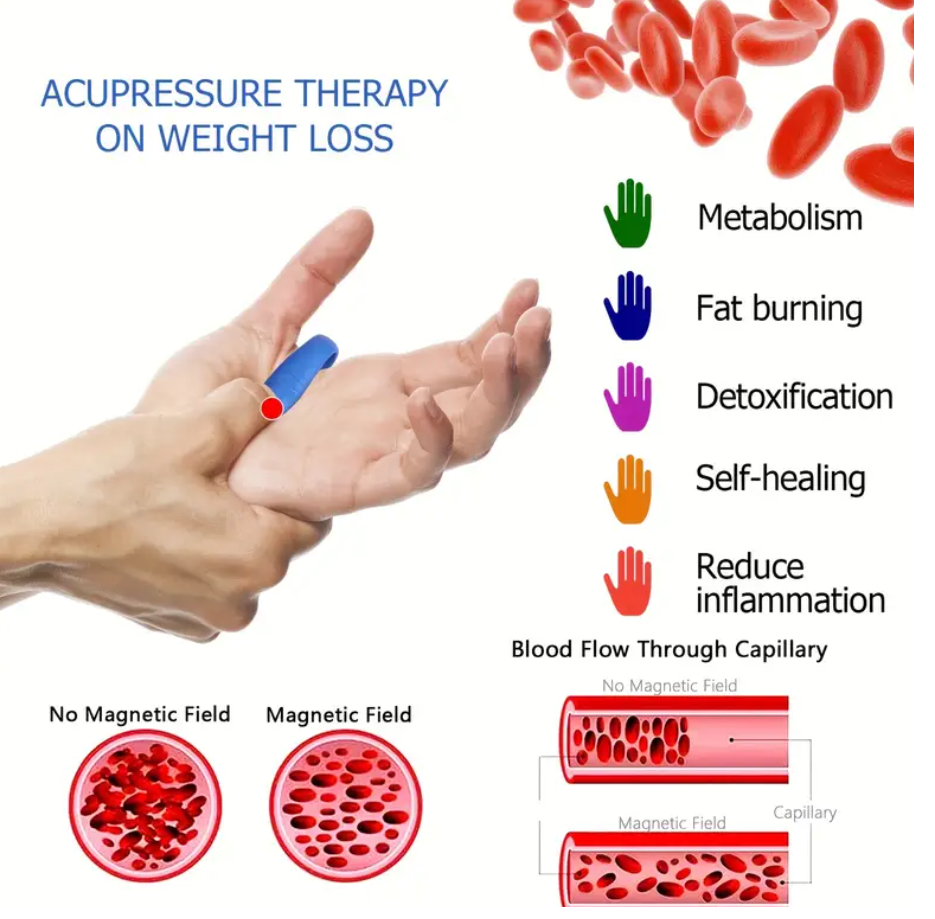 ACUPRESSURE THERAPY
ON WEIGHT LOSS
Metabolism
Fat burning
Detoxification
Self-healing
Reduce
inflammation
Blood Flow Through Capillary
No Magnetic Field
No Magnetic Field
Magnetic Field
Capillary
Magnetic Field